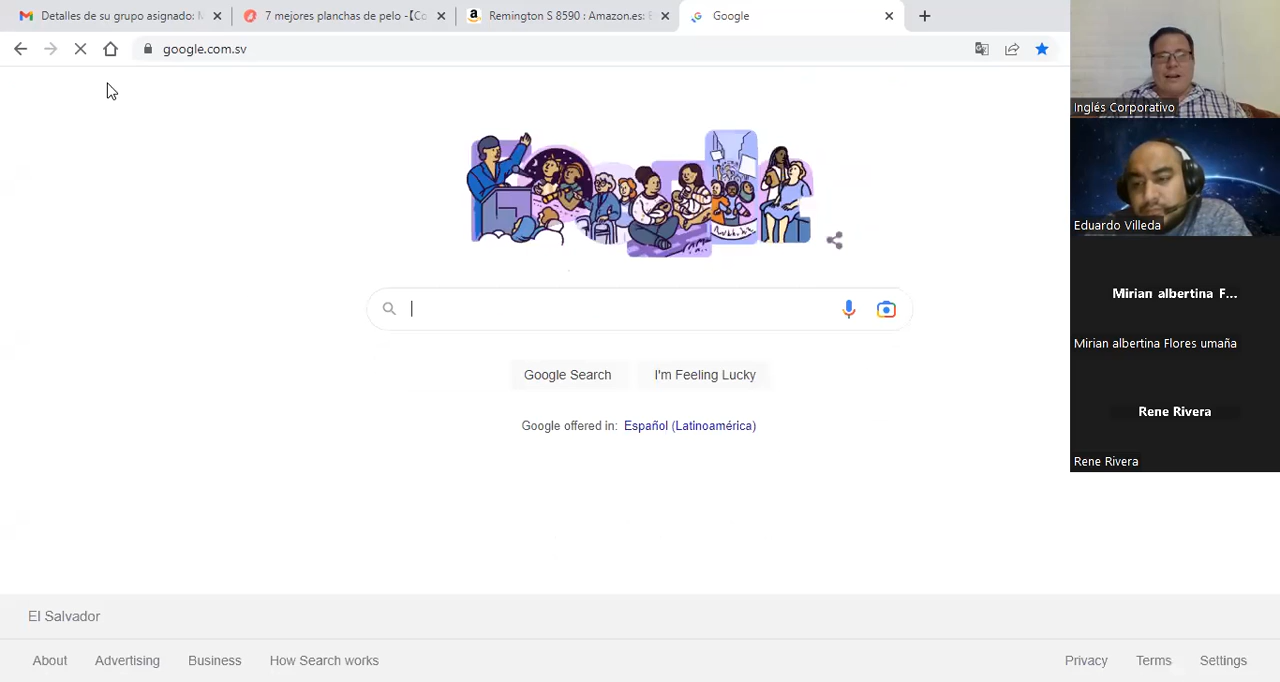 Detalles de su grupo asignado: M
7 mejores planchas de pelo -【Co
Remington S 8590 : Amazon.es: B
Google
google.com.sv
Inglés Corporativo
Eduardo Villeda
Mirian albertina F...
Mirian albertina Flores umaña
Rene Rivera
Rene Rivera
Google Search
I'm Feeling Lucky
Google offered in: Español (Latinoamérica)
El Salvador
About
Advertising
Business
How Search works
Privacy
Terms
Settings